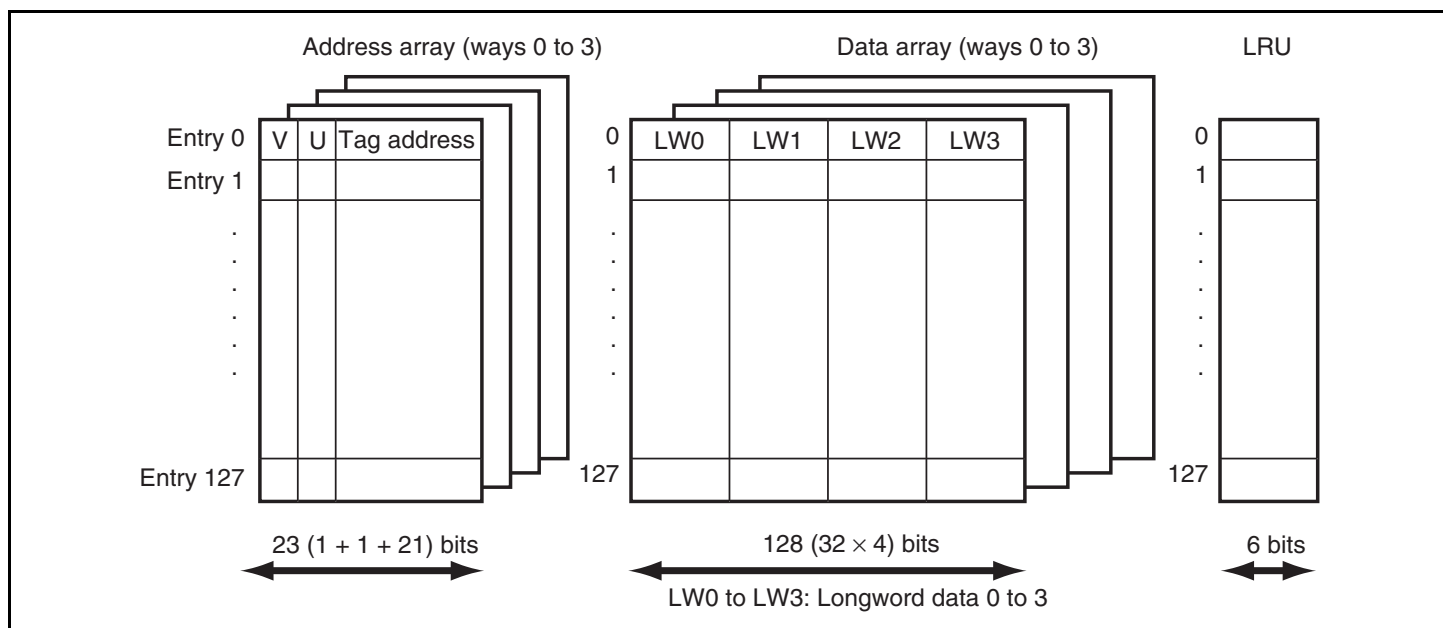 Address array (ways 0 to 3) Data array (ways 0 to 3) LRU
Entry 0 V U Tag address 0 LW0 LW1 LW2 LW3 0
Entry 1 1 1
.
.
.
.
.
.
Entry 127 127 127
23 (1 + 1 + 21) bits 128 (32 × 4) bits 6 bits
LW0 to LW3: Longword data 0 to 3